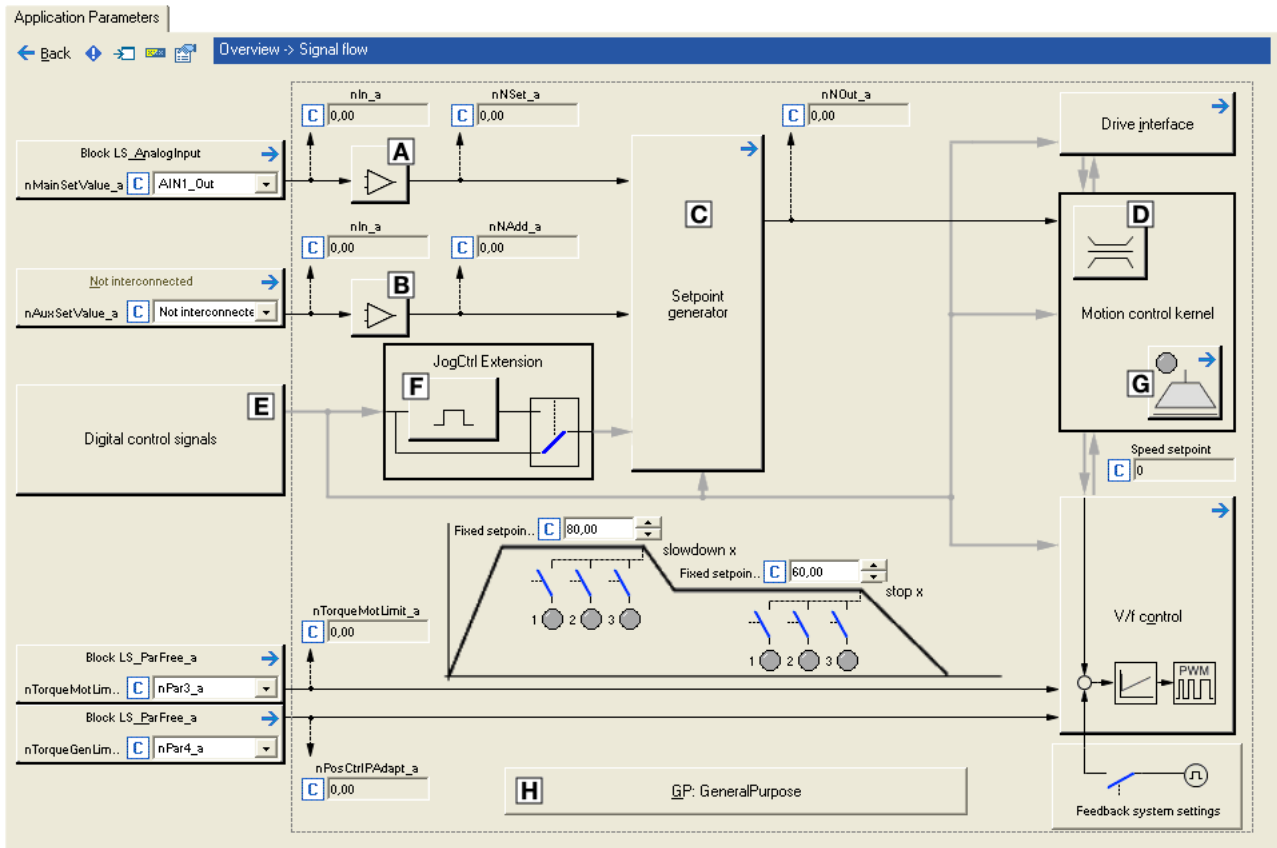 Application Parameters
Back
Overview -> Signal flow
nIn_a
C 0,00
nNSet_a
C 0,00
nNOut_a
C 0,00
Drive interface
Block LS_AnalogInput
nMainSetValue_a C AIN1_Out
A
C
D
nIn_a
C 0,00
nNAdd_a
C 0,00
Not interconnected
nAuxSetValue_a C Not interconnecte
B
Setpoint
generator
Motion control kernel
JogCtrl Extension
F
G
E
Digital control signals
Speed setpoint
C 0
Fixed setpoin.. C 80,00
slowdown x
Fixed setpoin.. C 60,00
stop x
1 2 3
1 2 3
V/f control
PWM
nTorqueMotLimit_a
C 0,00
Block LS_ParFree_a
nTorqueMotLim.. C nPar3_a
Block LS_ParFree_a
nTorqueGenLim.. C nPar4_a
nPosCtrlPAdapt_a
C 0,00
H
GP: GeneralPurpose
Feedback system settings